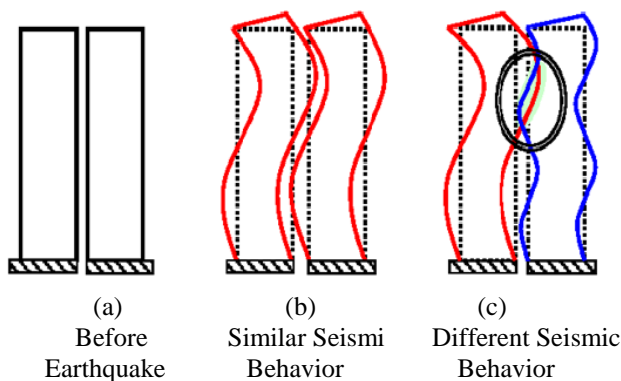 (a)
Before
Earthquake
(b)
Similar Seismi
Behavior
(c)
Different Seismic
Behavior